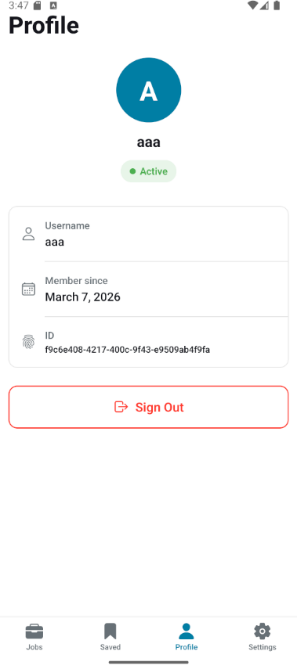 3:47
Profile
A
aaa
Active
Username
aaa
Member since
March 7, 2026
ID
f9c6e408-4217-400c-9f43-e9509ab4f9fa
Sign Out
Jobs
Saved
Profile
Settings